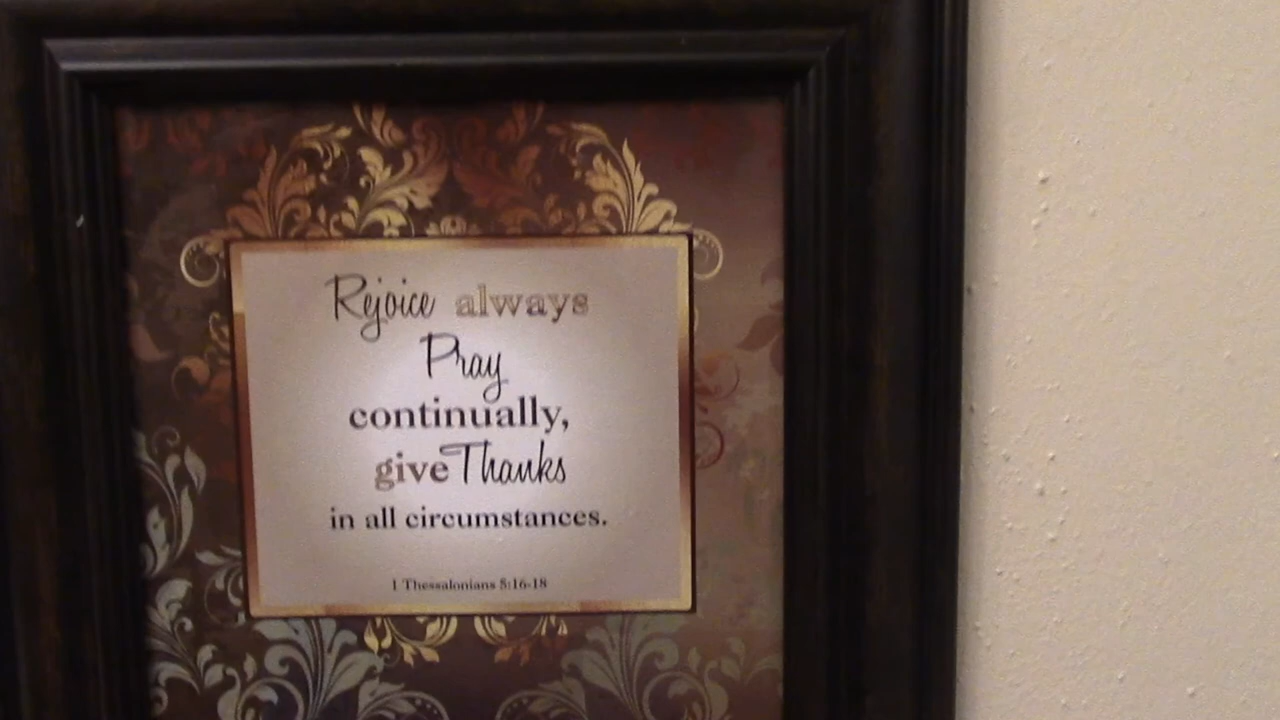 Rejoice always
Pray
continually,
give Thanks
in all circumstances.
1 Thessalonians 5:16-18